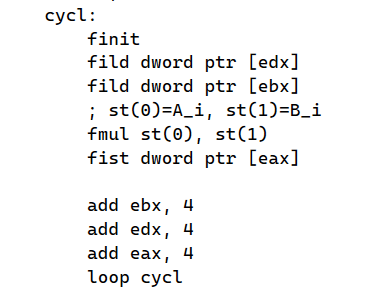 cycl:
finit
fild dword ptr [edx]
fild dword ptr [ebx]
; st(0)=A_i, st(1)=B_i
fmul st(0), st(1)
fist dword ptr [eax]
add ebx, 4
add edx, 4
add eax, 4
loop cycl